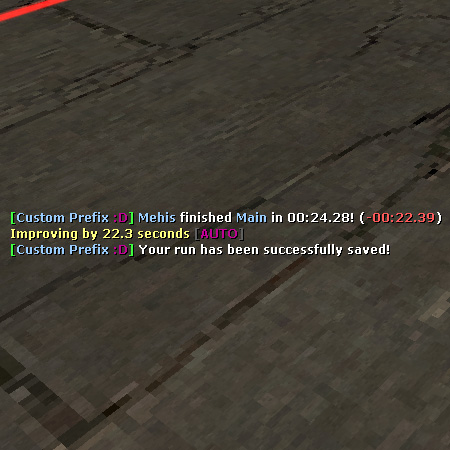 [Custom Prefix :D] Mehis finished Main in 00:24.28! (-00:22.39)
Improving by 22.3 seconds [AUTO]
[Custom Prefix :D] Your run has been successfully saved!